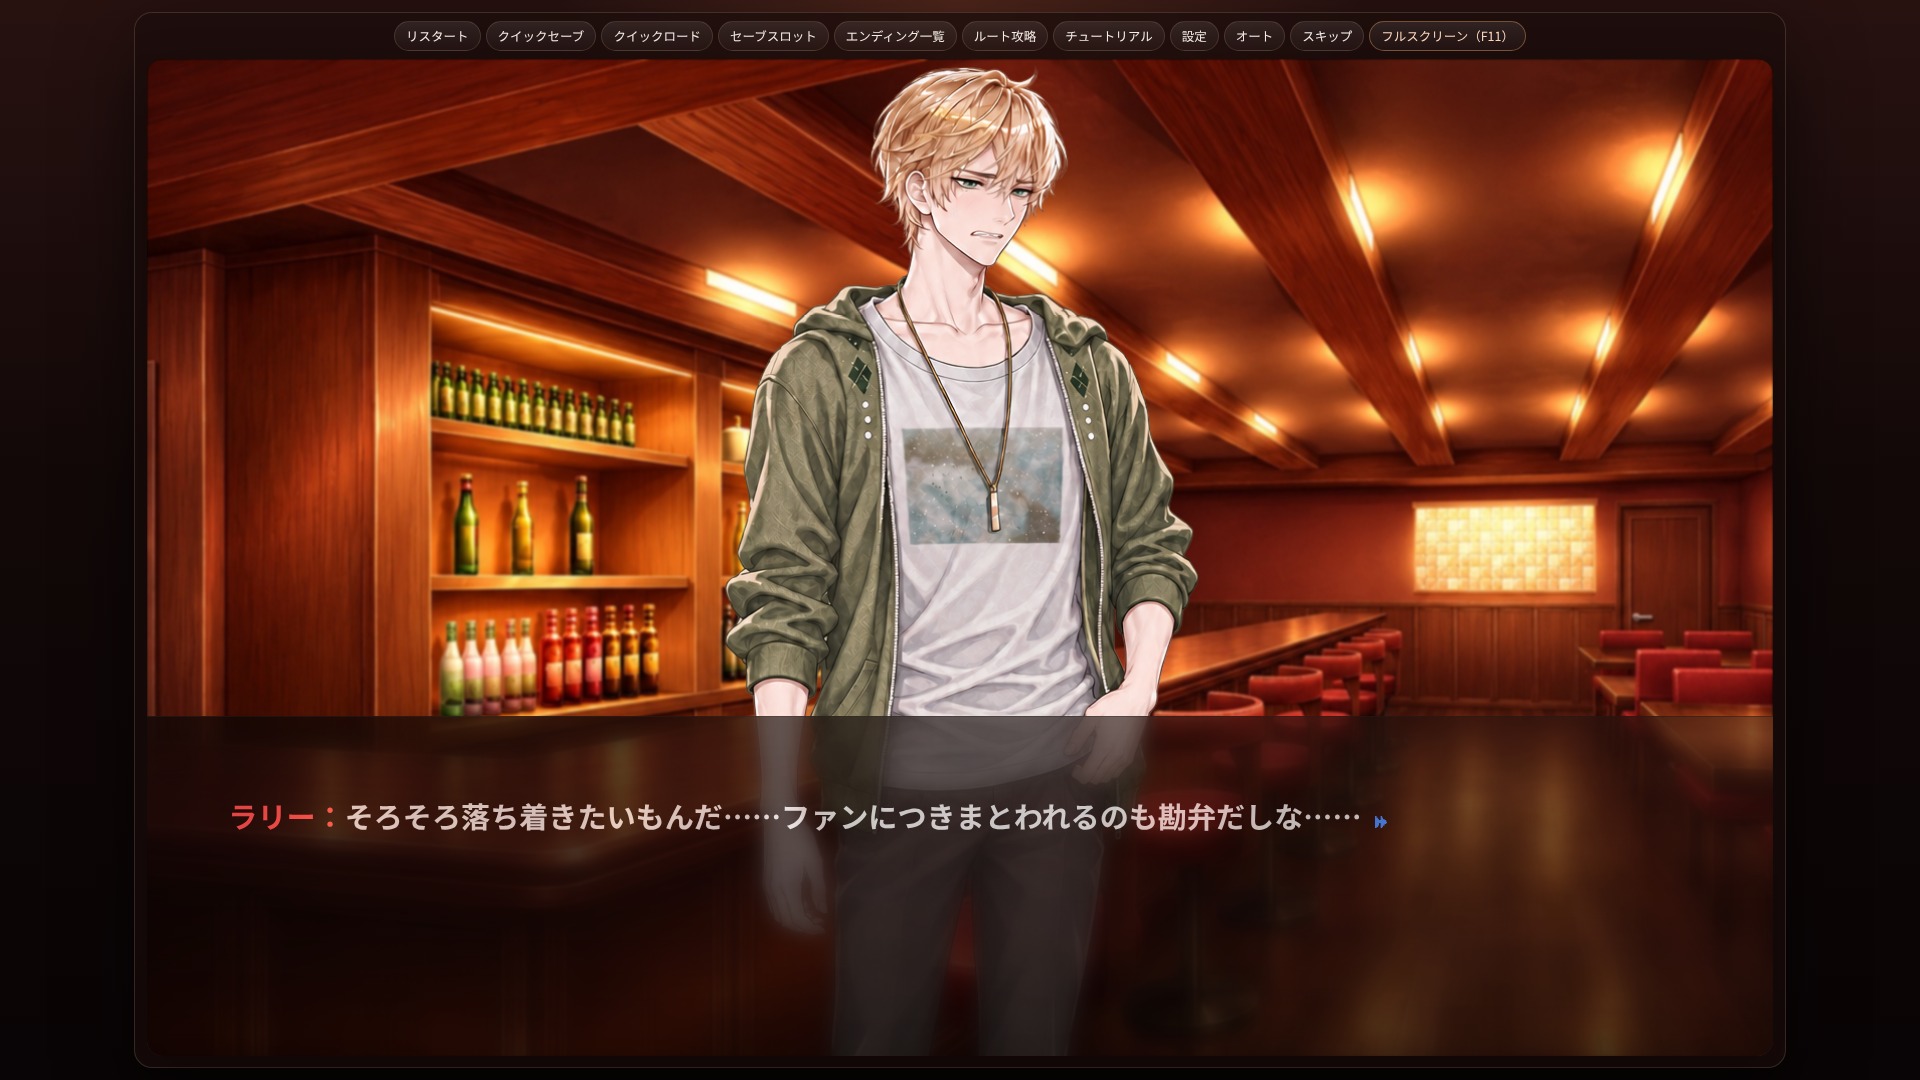 リスタート
クイックセーブ
クイックロード
セーブスロット
エンディング一覧
ルート攻略
チュートリアル
設定
オート
スキップ
フルスクリーン（F11）
ラリー：そろそろ落ち着きたいもんだ……ファンにつきまとわれるのも勘弁だしな……